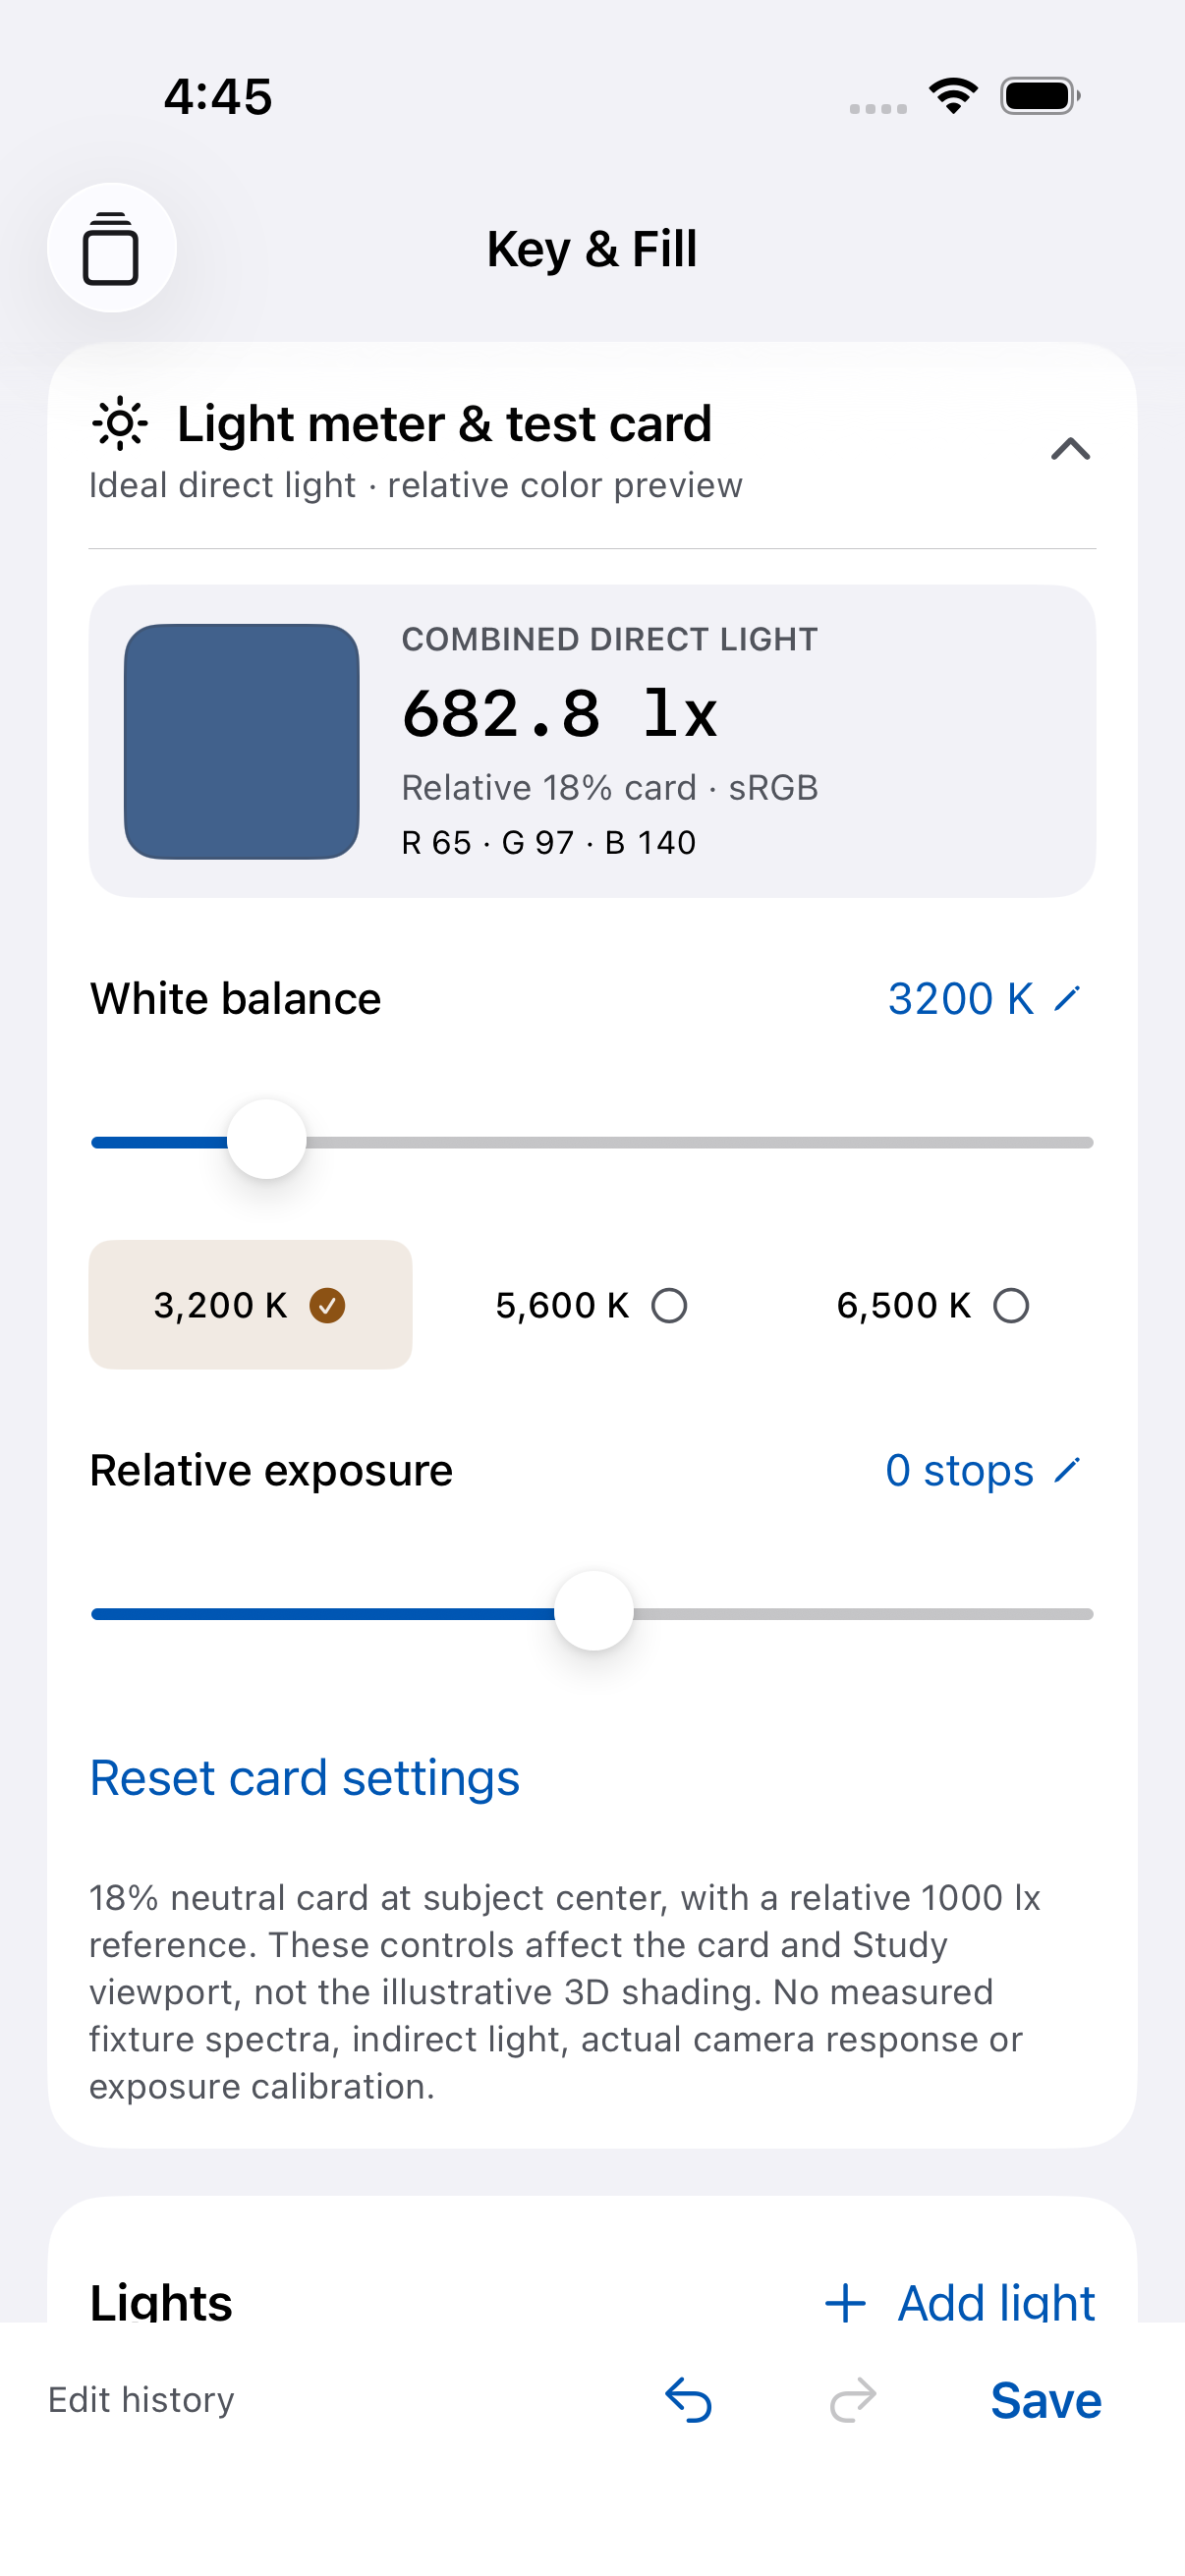 4:45
Key & Fill
Light meter & test card
Ideal direct light · relative color preview
COMBINED DIRECT LIGHT
682.8 lx
Relative 18% card · sRGB
R 65 · G 97 · B 140
White balance
3200 K
3,200 K
5,600 K
6,500 K
Relative exposure
0 stops
Reset card settings
18% neutral card at subject center, with a relative 1000 lx
reference. These controls affect the card and Study
viewport, not the illustrative 3D shading. No measured
fixture spectra, indirect light, actual camera response or
exposure calibration.
Lights
Add light
Edit history
Save